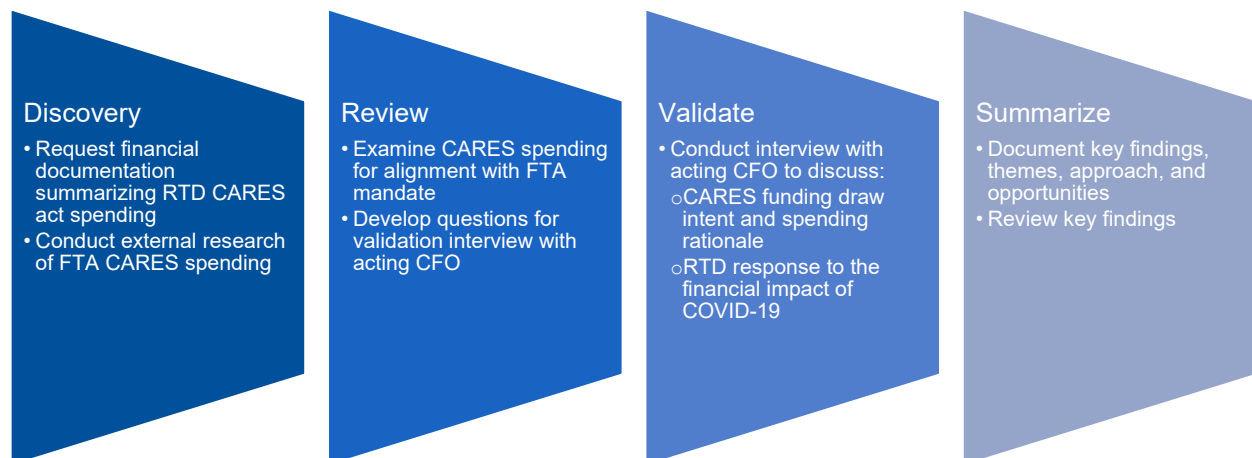 Discovery
• Request financial
documentation
summarizing RTD CARES
act spending
• Conduct external research
of FTA CARES spending
Review
• Examine CARES spending
for alignment with FTA
mandate
• Develop questions for
validation interview with
acting CFO
Validate
• Conduct interview with
acting CFO to discuss:
oCARES funding draw
intent and spending
rationale
oRTD response to the
financial impact of
COVID-19
Summarize
• Document key findings,
themes, approach, and
opportunities
• Review key findings